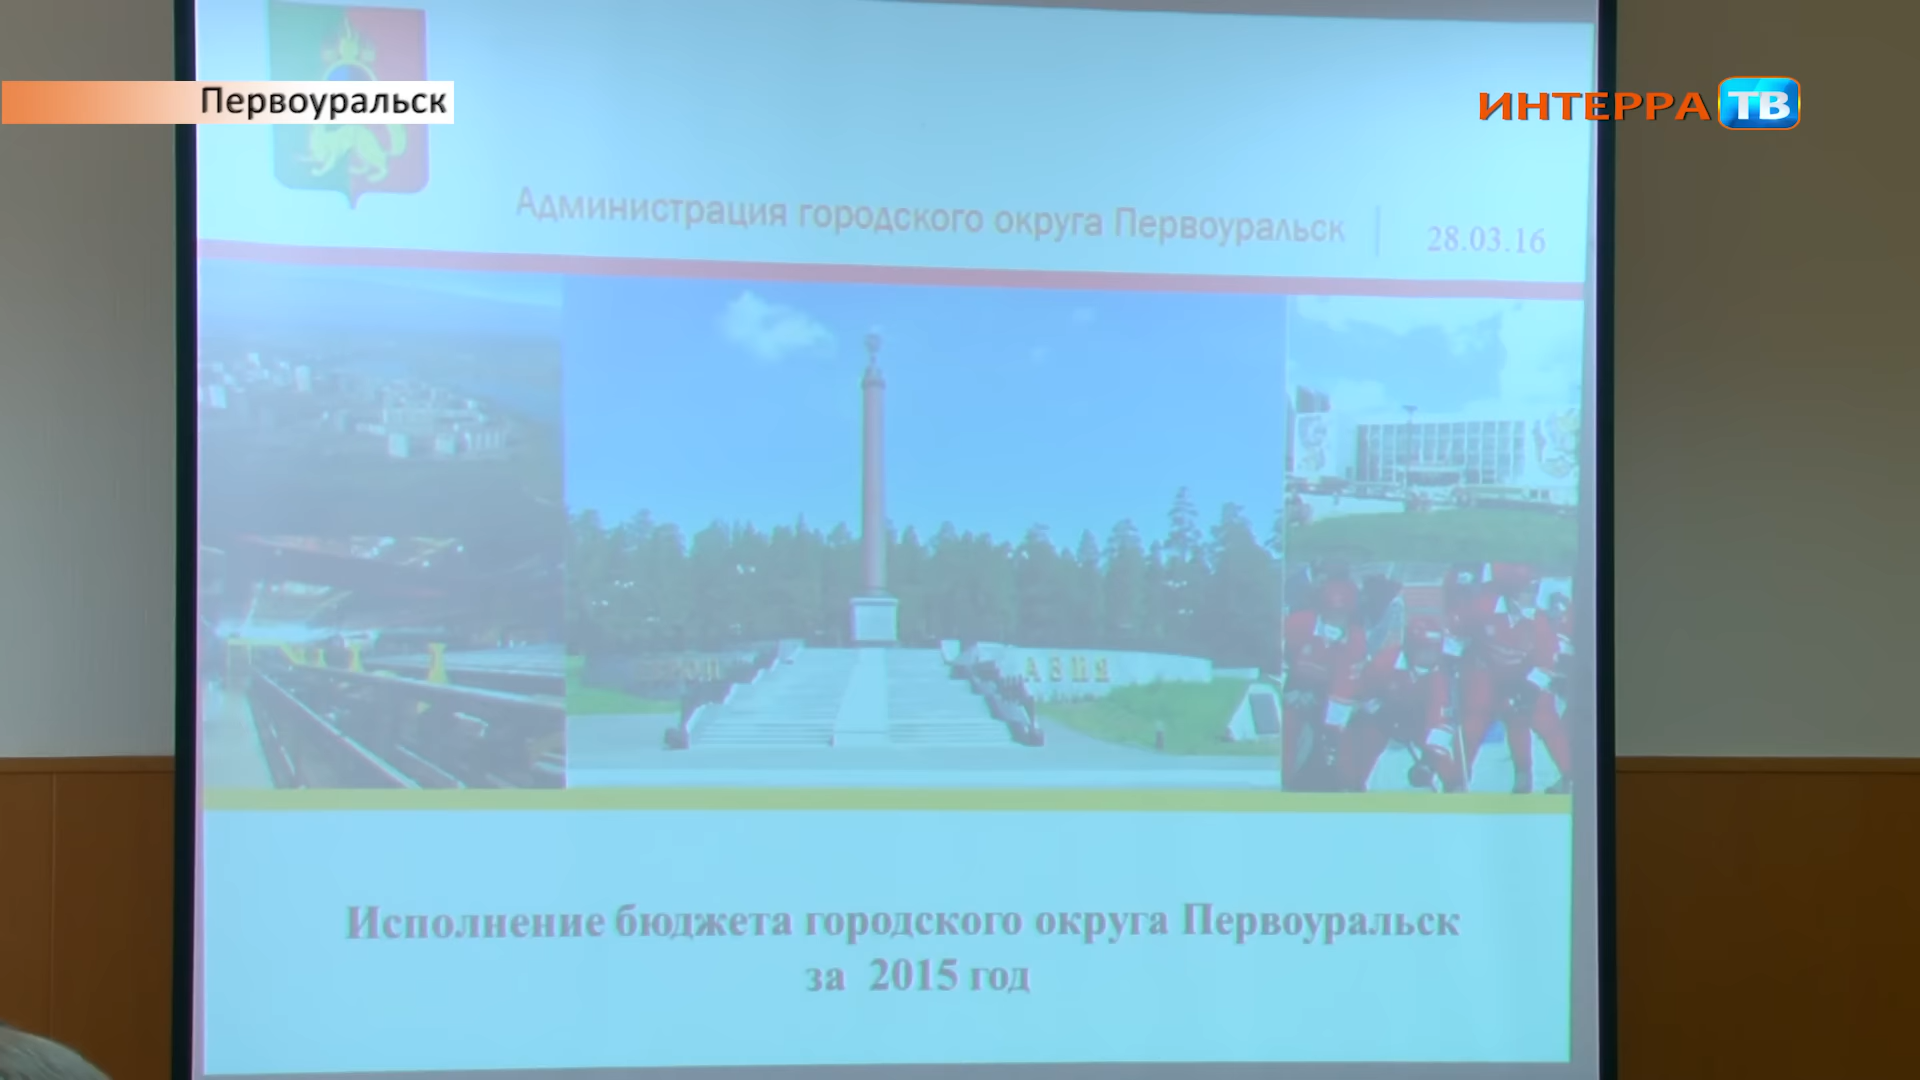 Первоуральск
ИНТЕРРА ТВ
Администрация городского округа Первоуральск
28.03.16
АЗИЯ
Исполнение бюджета городского округа Первоуральск
за 2015 год